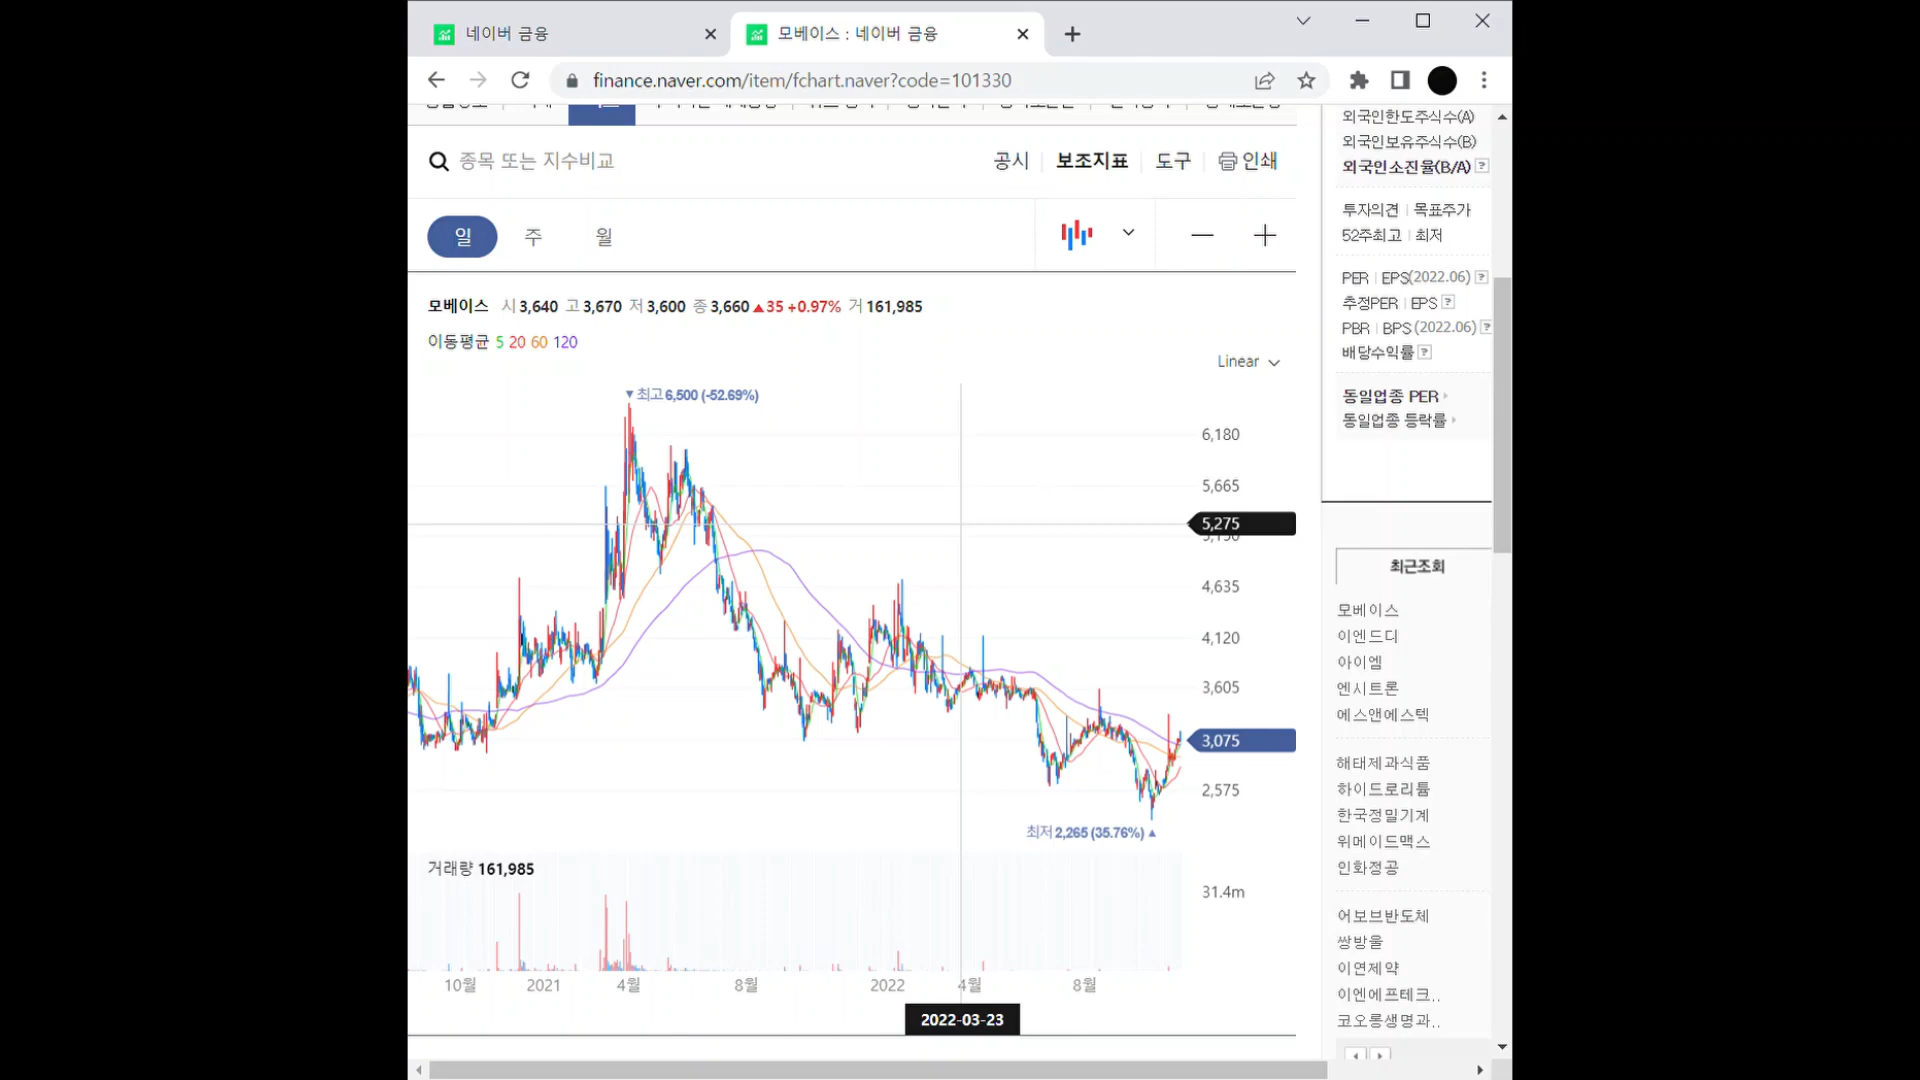 네이버 금융
모베이스 : 네이버 금융
finance.naver.com/item/fchart.naver?code=101330
종목 또는 지수비교
공시 보조지표 도구 인쇄
일 주 월
모베이스 시 3,640 고 3,670 저 3,600 종 3,660 ▲35 +0.97% 거 161,985
이동평균 5 20 60 120
Linear
▼최고 6,500 (-52.69%)
6,180
5,665
5,275
4,635
4,120
3,605
3,075
2,575
최저 2,265 (35.76%) ▲
거래량 161,985
31.4m
10월 2021 4월 8월 2022 4월 8월
2022-03-23
외국인한도주식수(A)
외국인보유주식수(B)
외국인소진율(B/A) ?
투자의견 | 목표주가
52주최고 | 최저
PER | EPS(2022.06) ?
추정PER | EPS ?
PBR | BPS (2022.06) ?
배당수익률 ?
동일업종 PER
동일업종 등락률
최근조회
모베이스
이엔드디
아이엠
엔시트론
에스앤에스텍
해태제과식품
하이드로리튬
한국정밀기계
위메이드맥스
인화정공
어보브반도체
쌍방울
이연제약
이엔에프테크..
코오롱생명과..